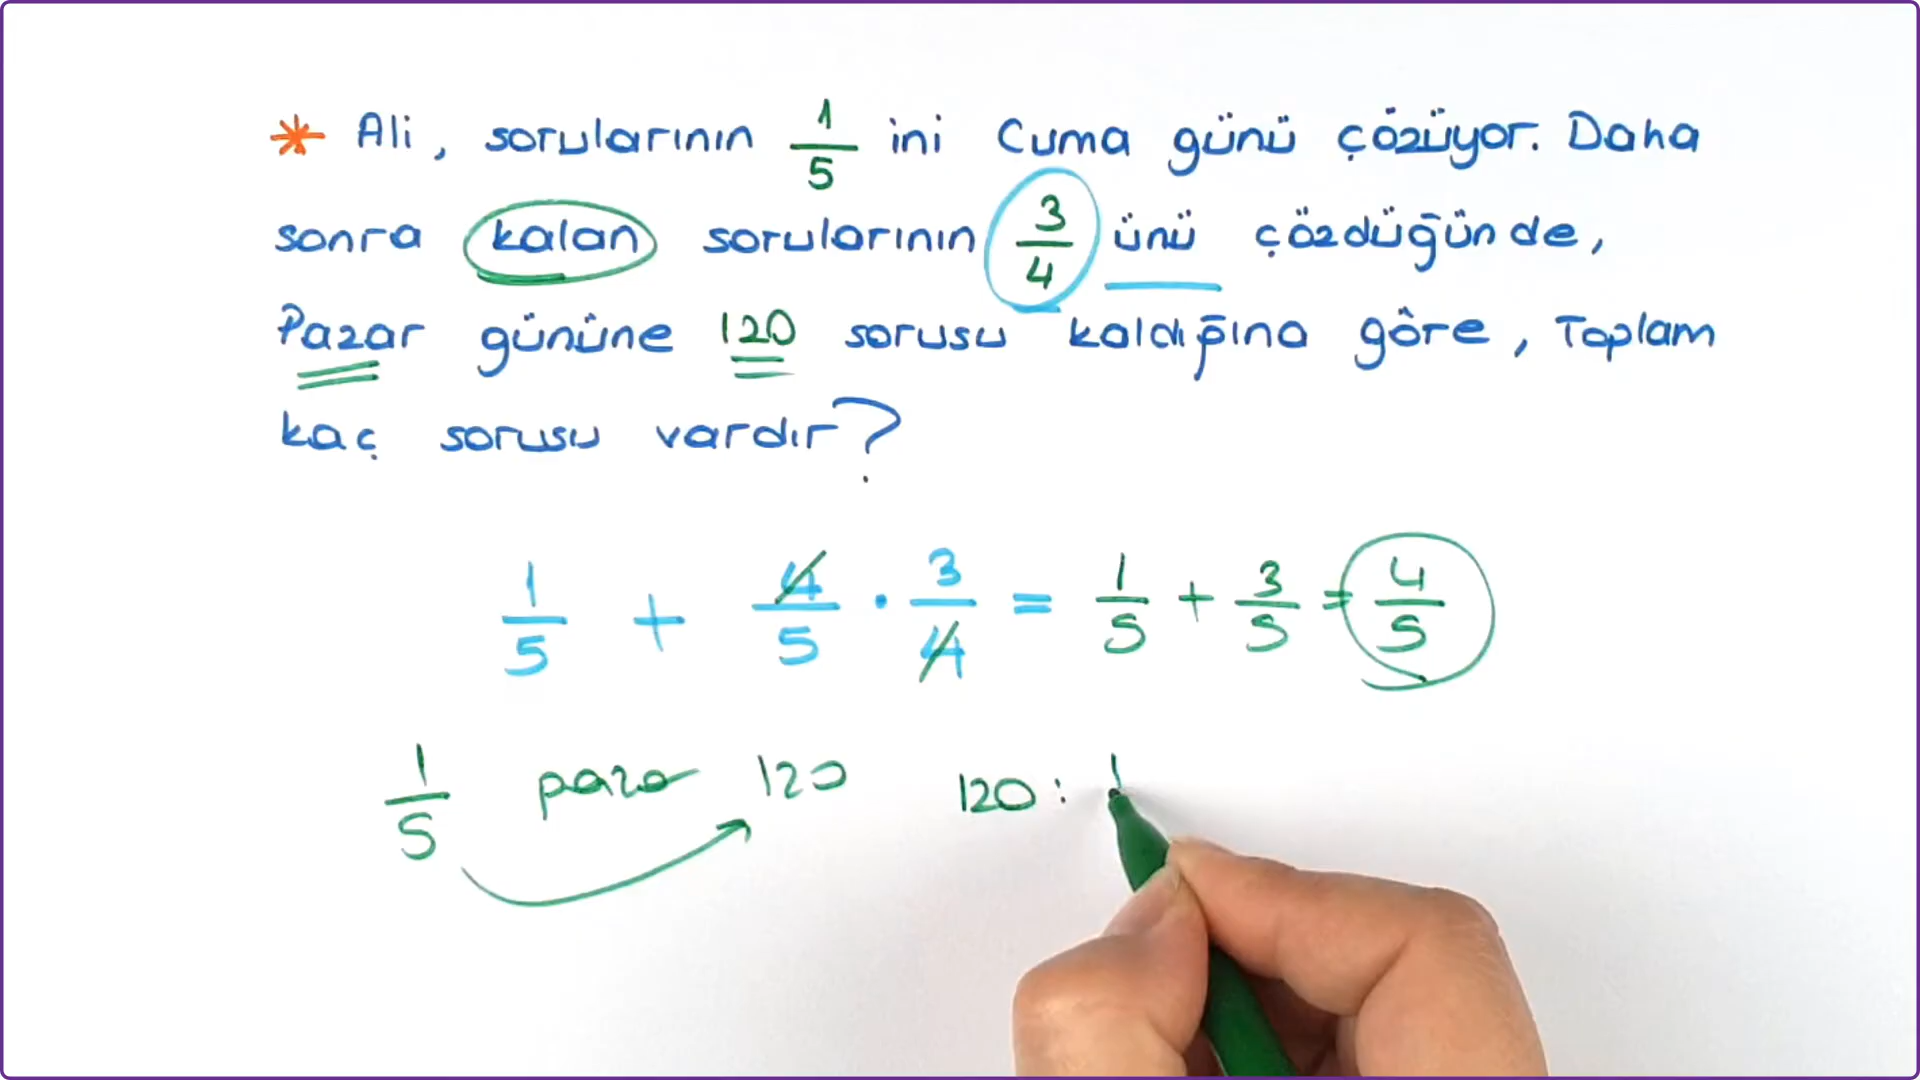 * Ali, sorularının 1/5 ini Cuma günü çözüyor. Daha
sonra kalan sorularının 3/4 ünü çözdüğünde,
Pazar gününe 120 sorusu kaldığına göre, Toplam
kaç sorusu vardır?
1/5 + 4/5 · 3/4 = 1/5 + 3/5 = 4/5
1/5 pazar 120 120 : 1